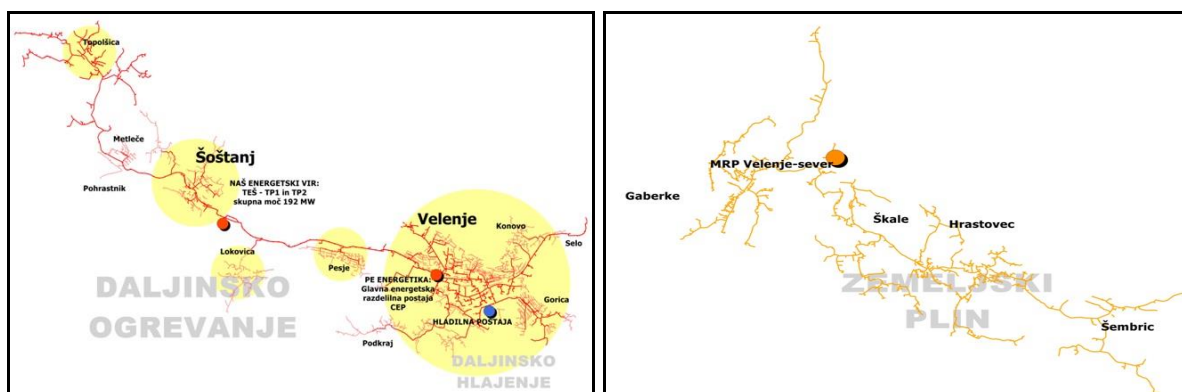 Topolšica
Metleče
Šoštanj
Pohrastnik
NAŠ ENERGETSKI VIR:
TEŠ - TP1 in TP2
skupna moč 192 MW
Velenje
Konovo
Selo
Lokovica
Pesje
PE ENERGETIKA:
Glavna energetska
razdelilna postaja
CEP
Gorica
HLADILNA POSTAJA
Podkraj
DALJINSKO
OGREVANJE
DALJINSKO
HLAJENJE
MRP Velenje-sever
Gaberke
Škale
Hrastovec
ZEMELJSKI
PLIN
Šembric